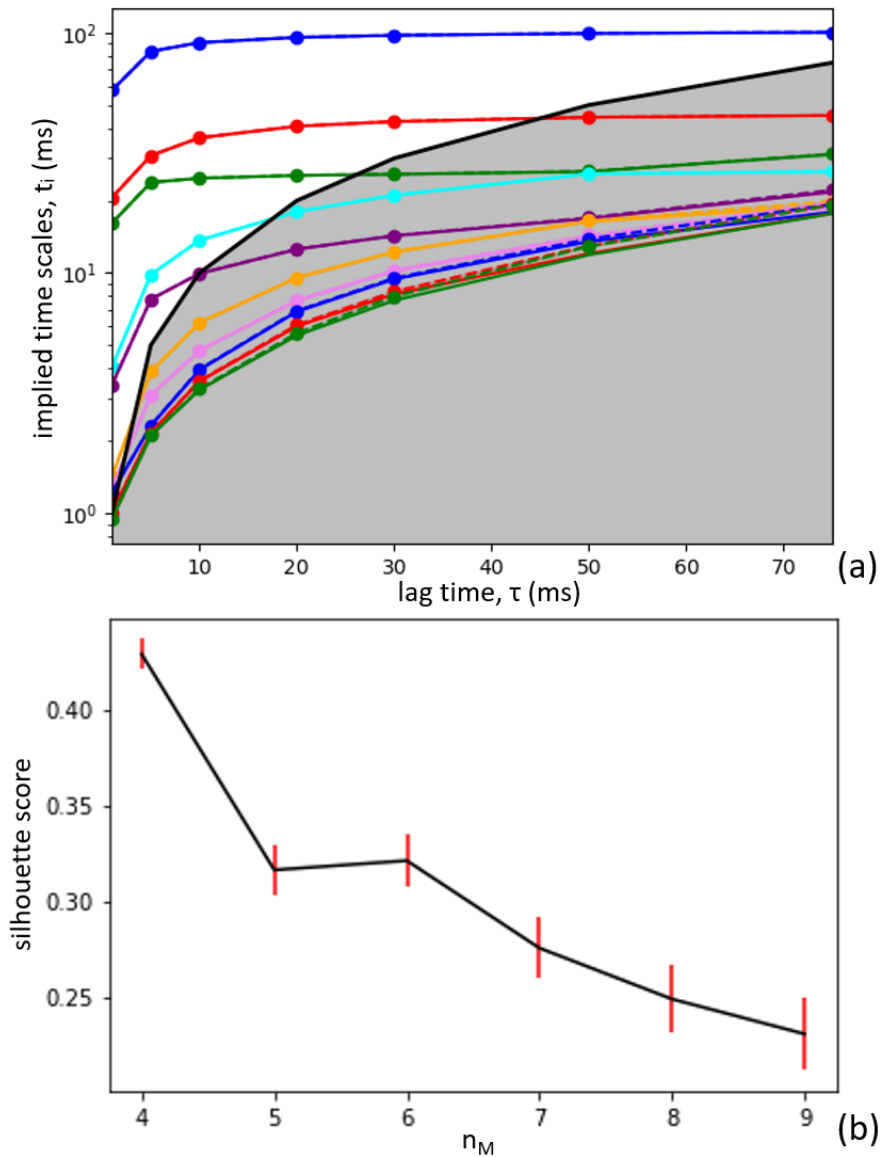 10²
10¹
10⁰
implied time scales, tᵢ (ms)
10 20 30 40 50 60 70
lag time, τ (ms)
(a)
0.40
0.35
0.30
0.25
silhouette score
4 5 6 7 8 9
n_M
(b)